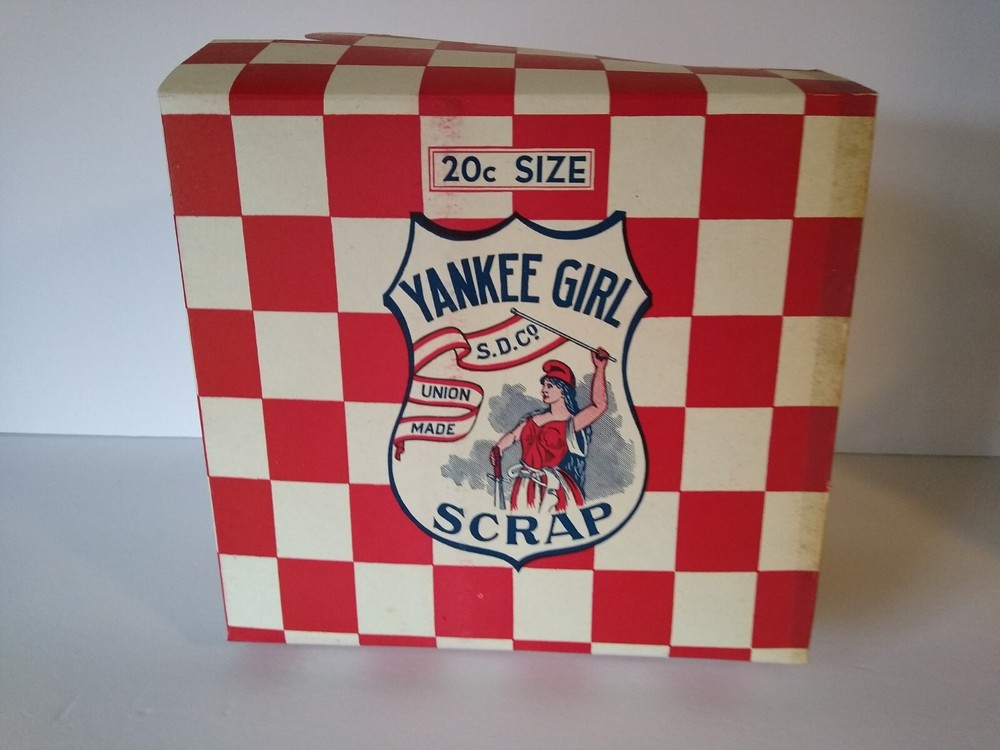 20c SIZE
YANKEE GIRL
S.D.Cº
UNION
MADE
SCRAP